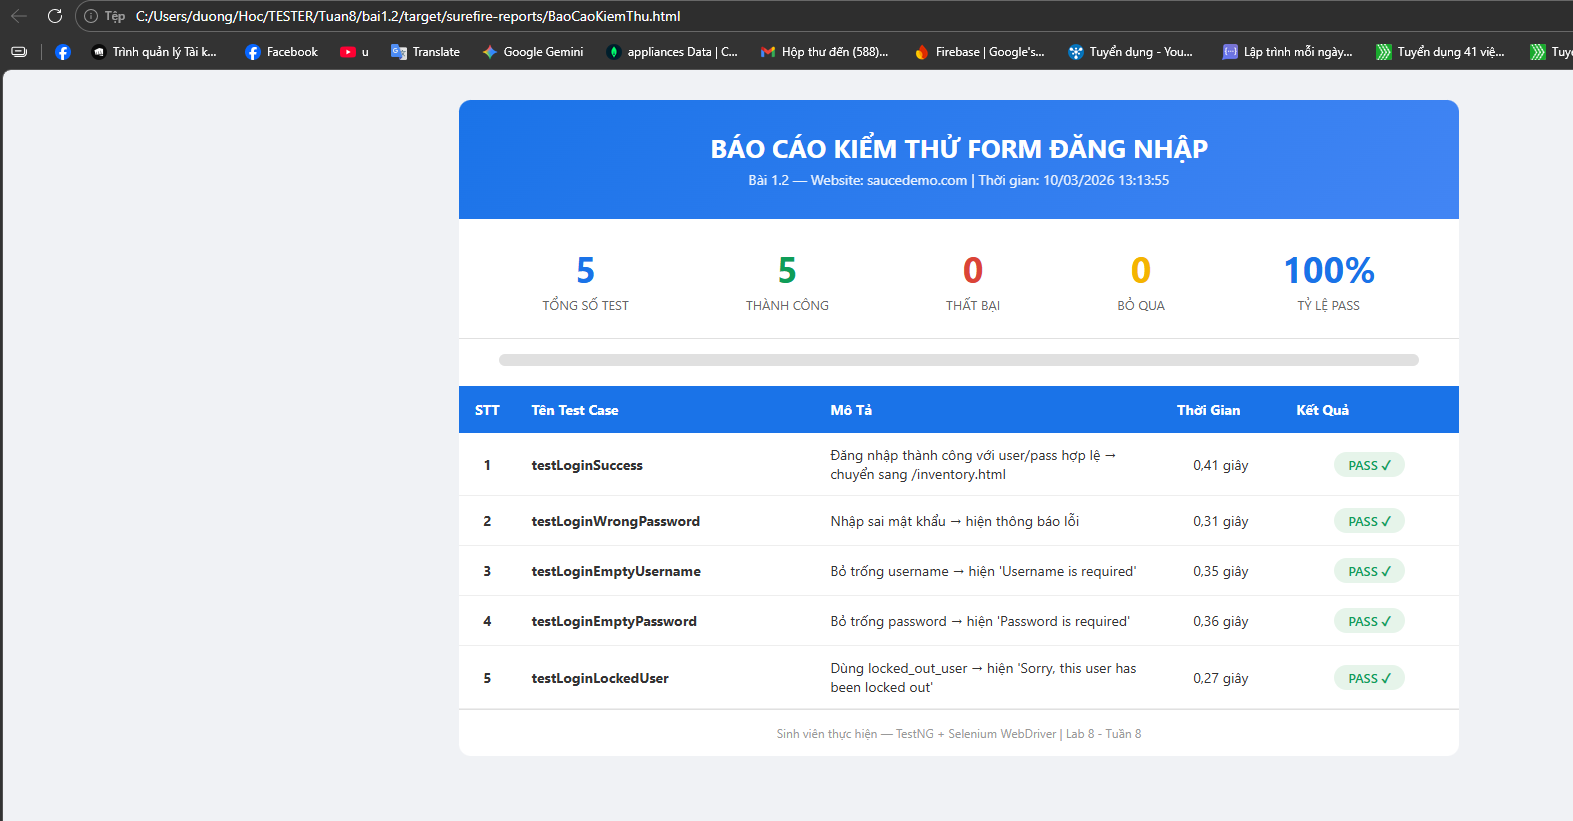 Tệp C:/Users/duong/Hoc/TESTER/Tuan8/bai1.2/target/surefire-reports/BaoCaoKiemThu.html
Trình quản lý Tài k... Facebook u Translate Google Gemini appliances Data | C... Hộp thư đến (588)... Firebase | Google's... Tuyển dụng - You... Lập trình mỗi ngày... Tuyển dụng 41 việ... Tuyể
BÁO CÁO KIỂM THỬ FORM ĐĂNG NHẬP
Bài 1.2 — Website: saucedemo.com | Thời gian: 10/03/2026 13:13:55
5 5 0 0 100%
TỔNG SỐ TEST THÀNH CÔNG THẤT BẠI BỎ QUA TỶ LỆ PASS
STT Tên Test Case Mô Tả Thời Gian Kết Quả
1 testLoginSuccess Đăng nhập thành công với user/pass hợp lệ →
chuyển sang /inventory.html 0,41 giây PASS ✓
2 testLoginWrongPassword Nhập sai mật khẩu → hiện thông báo lỗi 0,31 giây PASS ✓
3 testLoginEmptyUsername Bỏ trống username → hiện 'Username is required' 0,35 giây PASS ✓
4 testLoginEmptyPassword Bỏ trống password → hiện 'Password is required' 0,36 giây PASS ✓
5 testLoginLockedUser Dùng locked_out_user → hiện 'Sorry, this user has
been locked out' 0,27 giây PASS ✓
Sinh viên thực hiện — TestNG + Selenium WebDriver | Lab 8 - Tuần 8